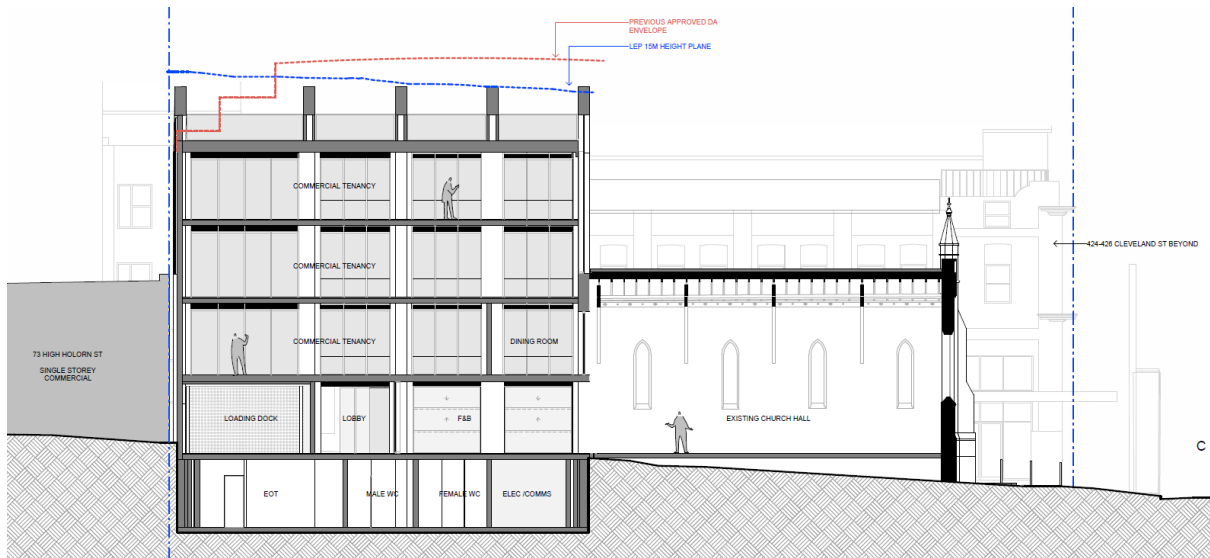 PREVIOUS APPROVED DA
ENVELOPE
LEP 15M HEIGHT PLANE
COMMERCIAL TENANCY
424-426 CLEVELAND ST BEYOND
COMMERCIAL TENANCY
COMMERCIAL TENANCY
DINING ROOM
73 HIGH HOLORN ST
SINGLE STOREY
COMMERCIAL
LOADING DOCK
LOBBY
F&B
EXISTING CHURCH HALL
C
EOT
MALE WC
FEMALE WC
ELEC /COMMS